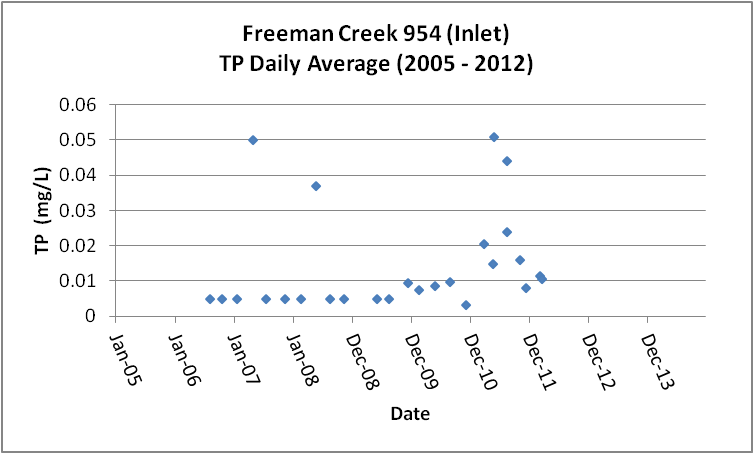 Freeman Creek 954 (Inlet)
TP Daily Average (2005 - 2012)
0.06
0.05
0.04
0.03
0.02
0.01
0
TP (mg/L)
Jan-05
Jan-06
Jan-07
Jan-08
Dec-08
Dec-09
Dec-10
Dec-11
Dec-12
Dec-13
Date